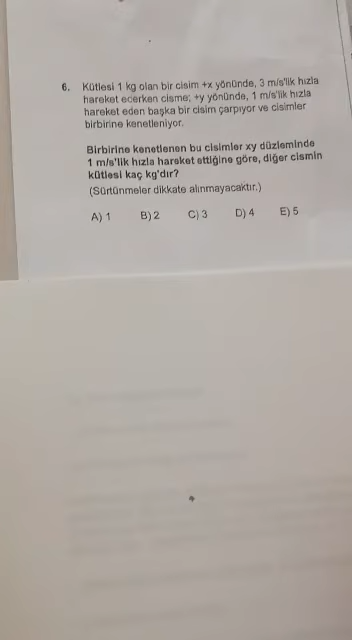 6. Kütlesi 1 kg olan bir cisim +x yönünde, 3 m/s'lik hızla
hareket ederken cisme; +y yönünde, 1 m/s'lik hızla
hareket eden başka bir cisim çarpıyor ve cisimler
birbirine kenetleniyor.
Birbirine kenetlenen bu cisimler xy düzleminde
1 m/s'lik hızla hareket ettiğine göre, diğer cismin
kütlesi kaç kg'dır?
(Sürtünmeler dikkate alınmayacaktır.)
A) 1 B) 2 C) 3 D) 4 E) 5